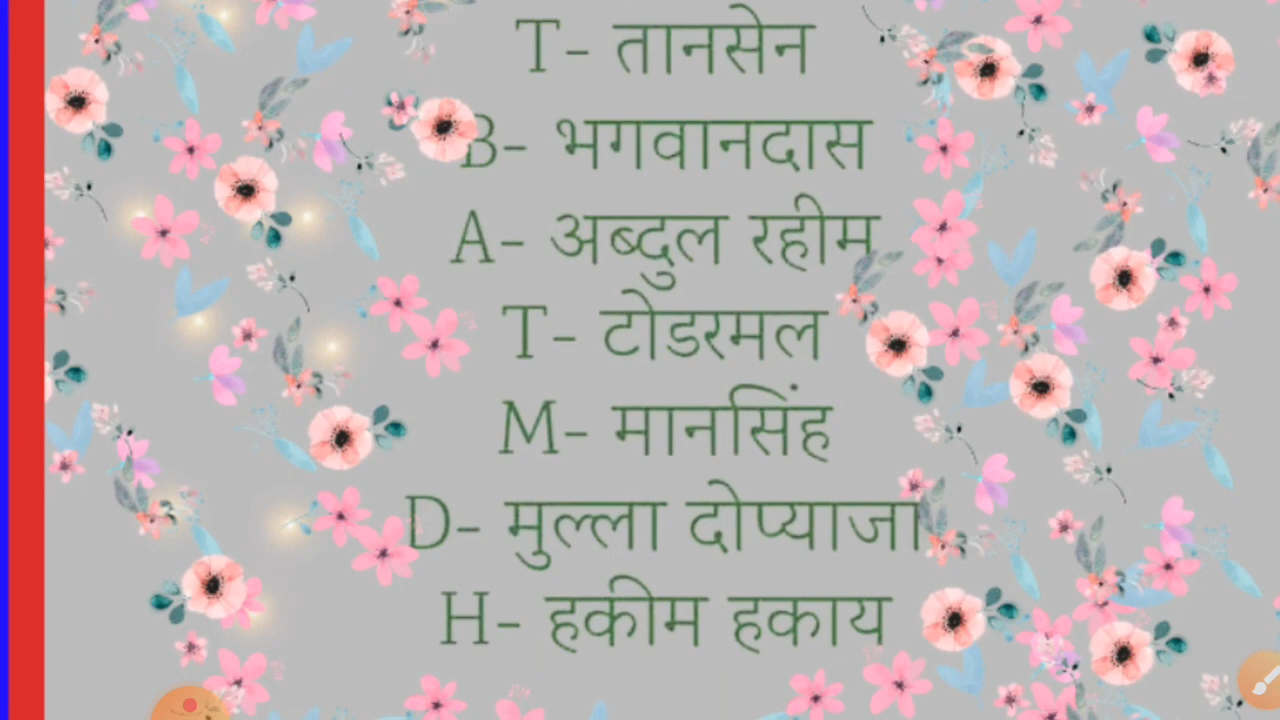 T- तानसेन
B- भगवानदास
A- अब्दुल रहीम
T- टोडरमल
M- मानसिंह
D- मुल्ला दोप्याजा
H- हकीम हकाय